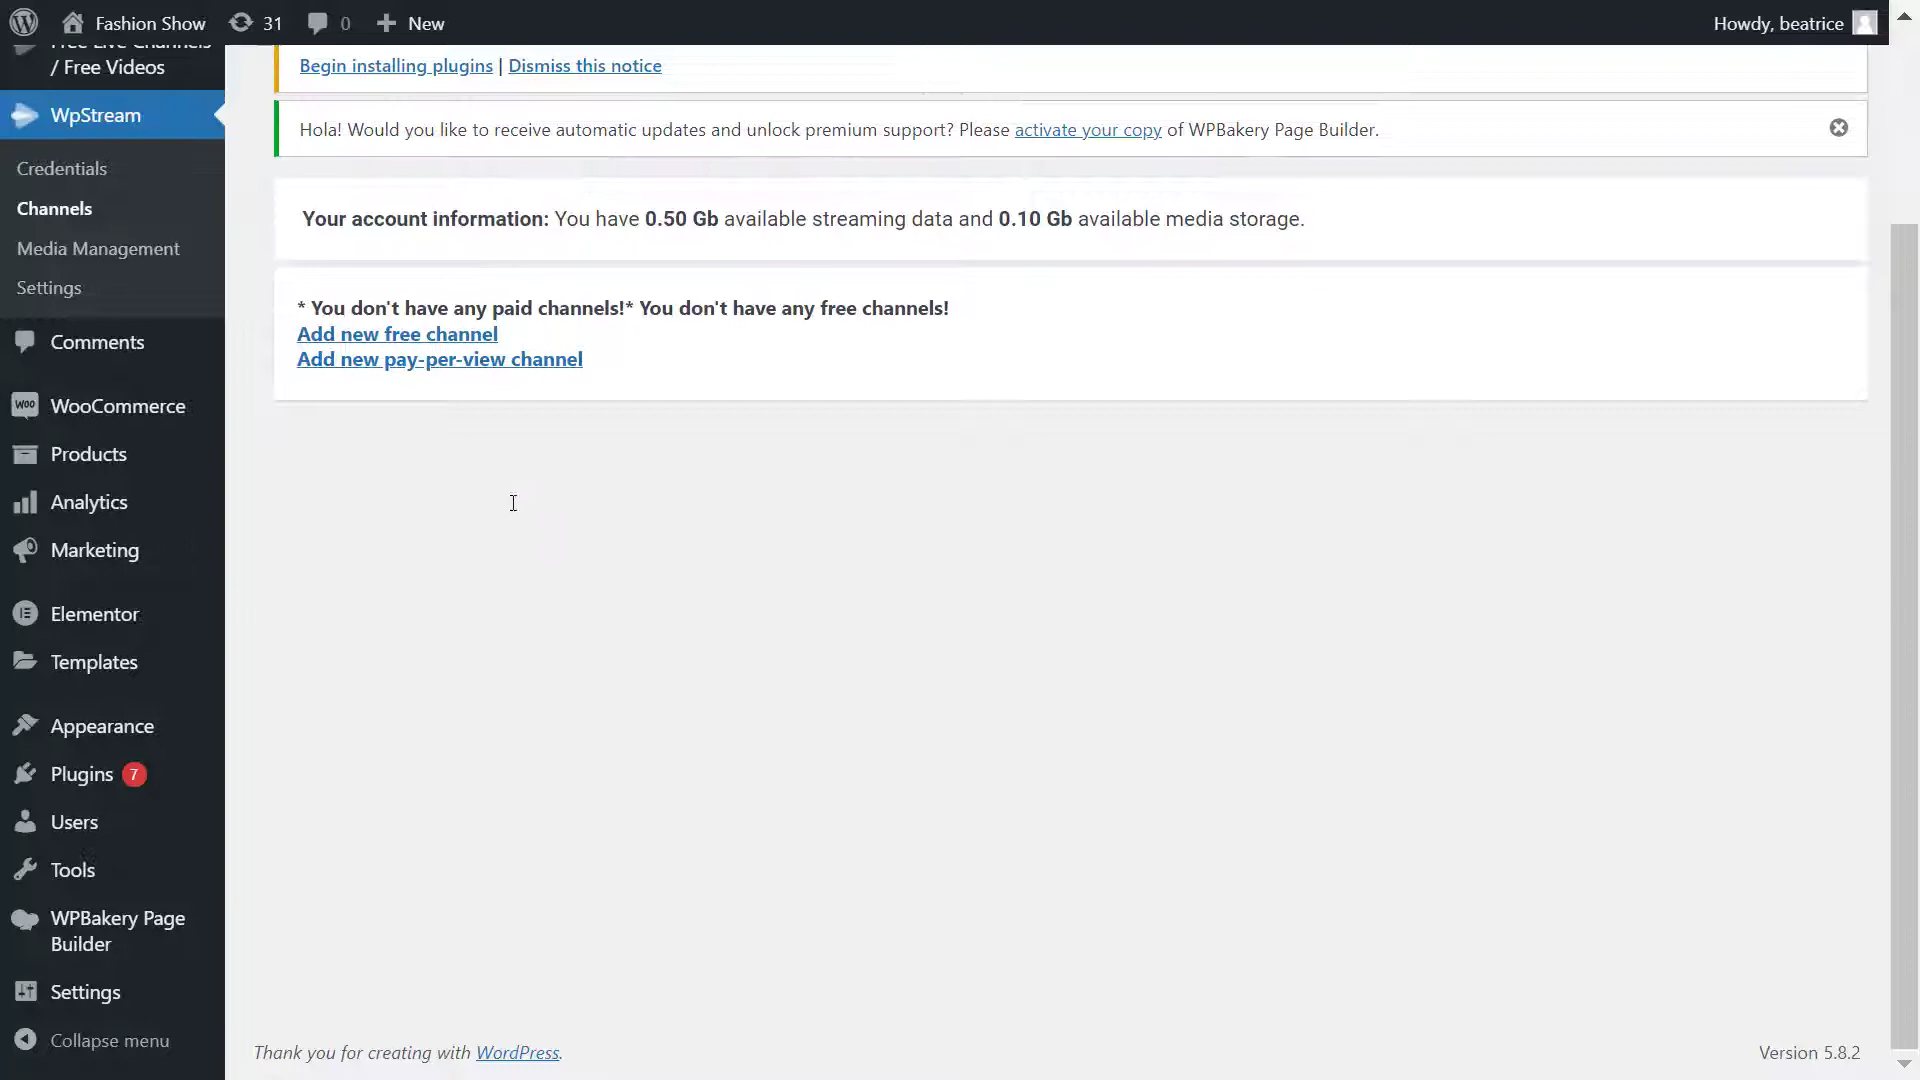 Fashion Show 31 0 New Howdy, beatrice
Free Live Channels
/ Free Videos
WpStream
Credentials
Channels
Media Management
Settings
Comments
WooCommerce
Products
Analytics
Marketing
Elementor
Templates
Appearance
Plugins 7
Users
Tools
WPBakery Page
Builder
Settings
Collapse menu
Begin installing plugins | Dismiss this notice
Hola! Would you like to receive automatic updates and unlock premium support? Please activate your copy of WPBakery Page Builder.
Your account information: You have 0.50 Gb available streaming data and 0.10 Gb available media storage.
* You don't have any paid channels!* You don't have any free channels!
Add new free channel
Add new pay-per-view channel
Thank you for creating with WordPress.
Version 5.8.2